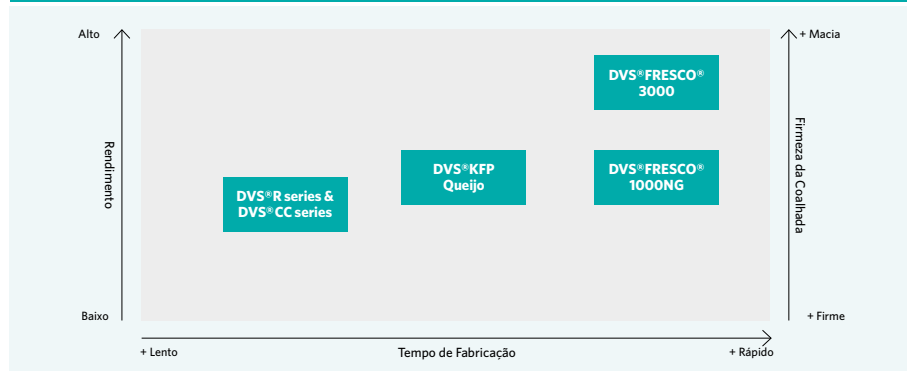 Alto
+ Macia
DVS®FRESCO®
3000
Rendimento
Firmeza da Coalhada
DVS®KFP
Queijo
DVS®FRESCO®
1000NG
DVS®R series &
DVS®CC series
Baixo
+ Firme
+ Lento
Tempo de Fabricação
+ Rápido